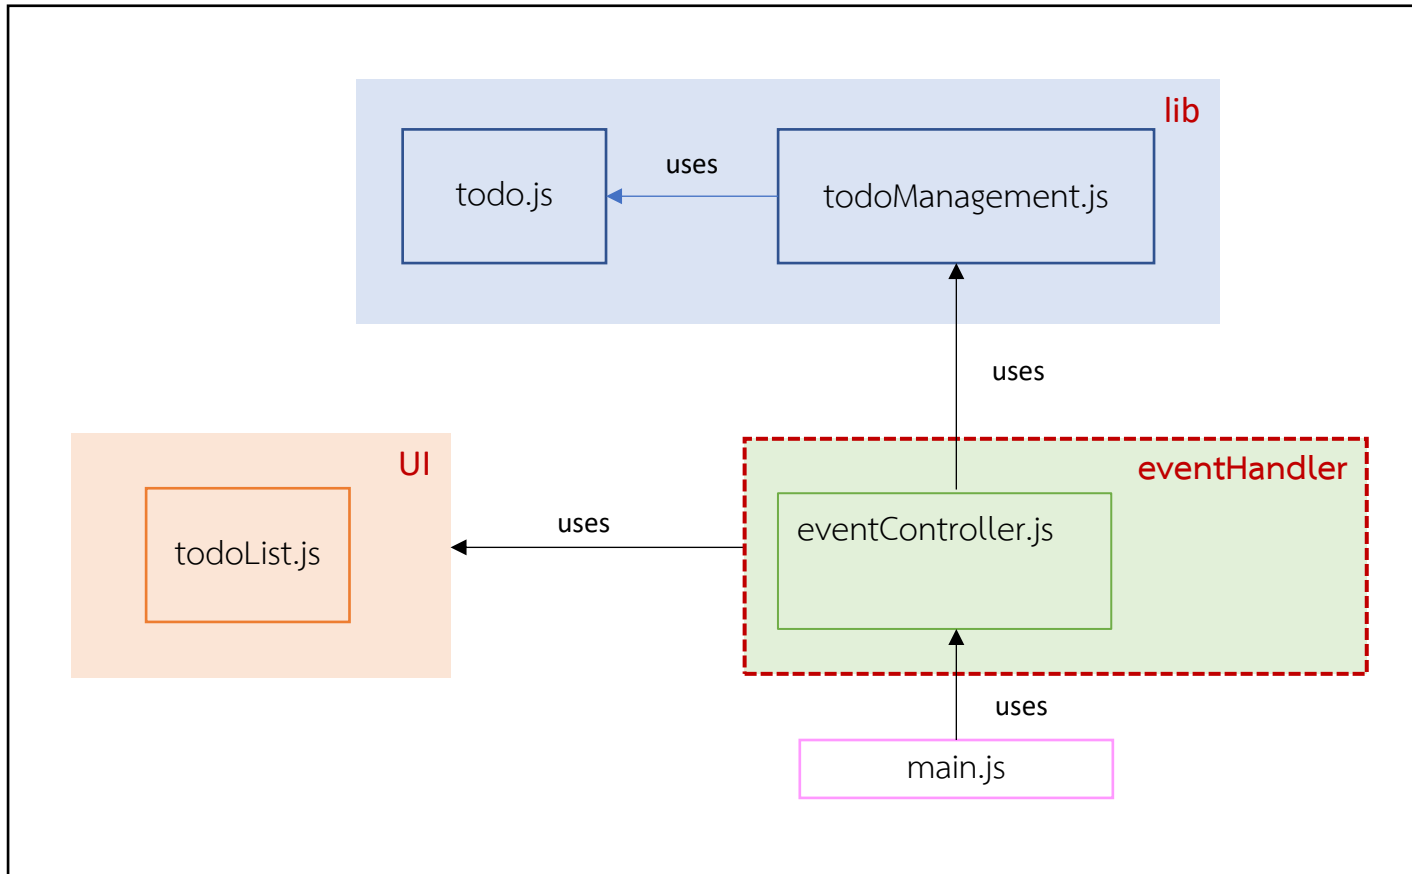 lib
todo.js
uses
todoManagement.js
uses
UI
todoList.js
uses
eventHandler
eventController.js
uses
main.js